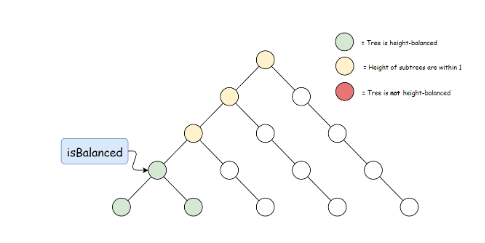 = Tree is height-balanced
= Height of subtrees are within 1
= Tree is not height-balanced
isBalanced